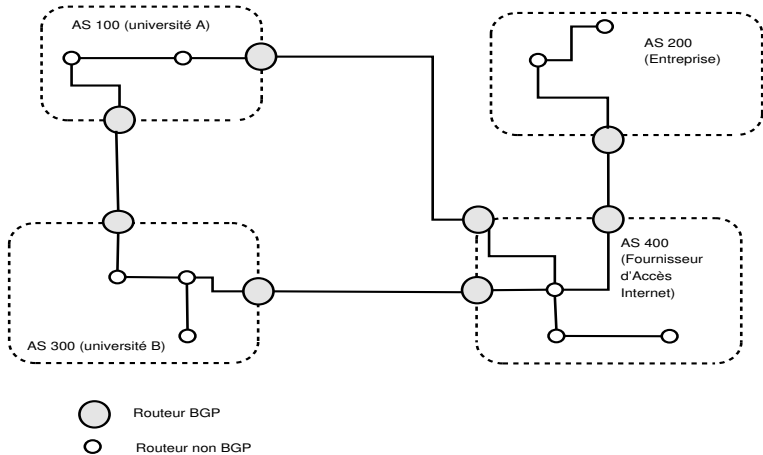 AS 100 (université A)
AS 200
(Entreprise)
AS 400
(Fournisseur
d'Accès
Internet)
AS 300 (université B)
Routeur BGP
Routeur non BGP